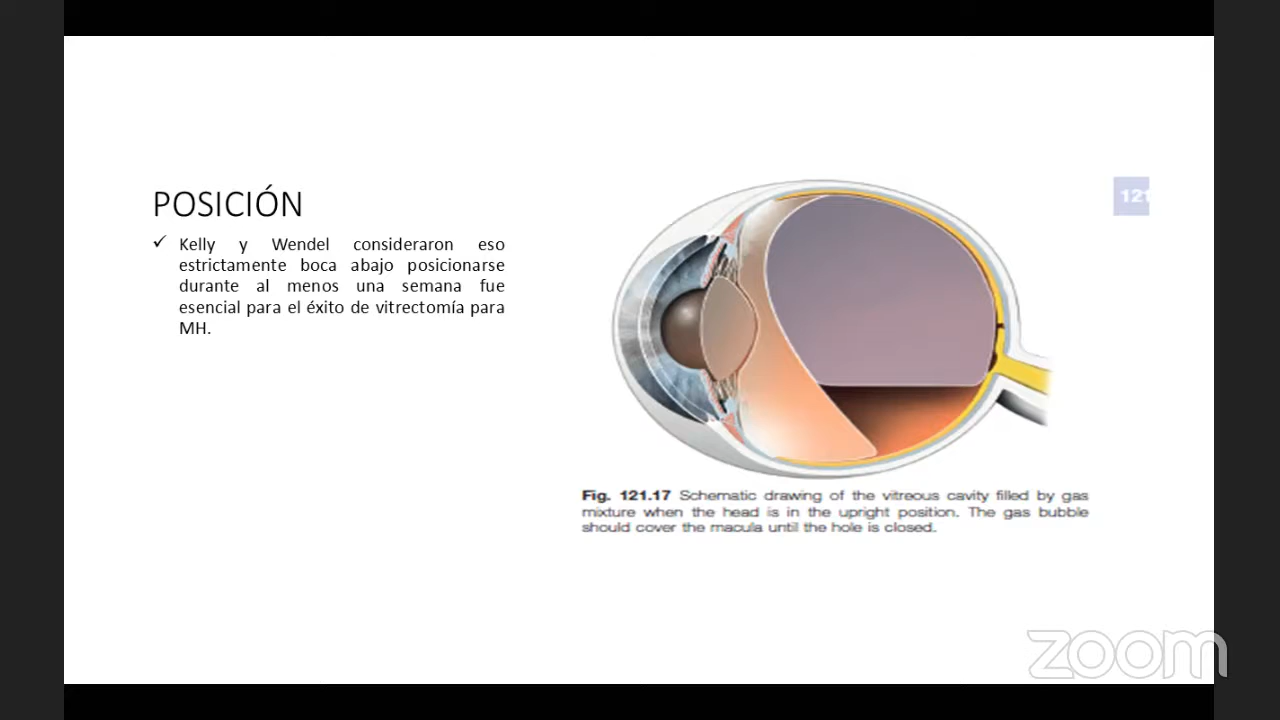 POSICIÓN
✓ Kelly y Wendel consideraron eso
estrictamente boca abajo posicionarse
durante al menos una semana fue
esencial para el éxito de vitrectomía para
MH.
121
Fig. 121.17 Schematic drawing of the vitreous cavity filled by gas
mixture when the head is in the upright position. The gas bubble
should cover the macula until the hole is closed.
zoom